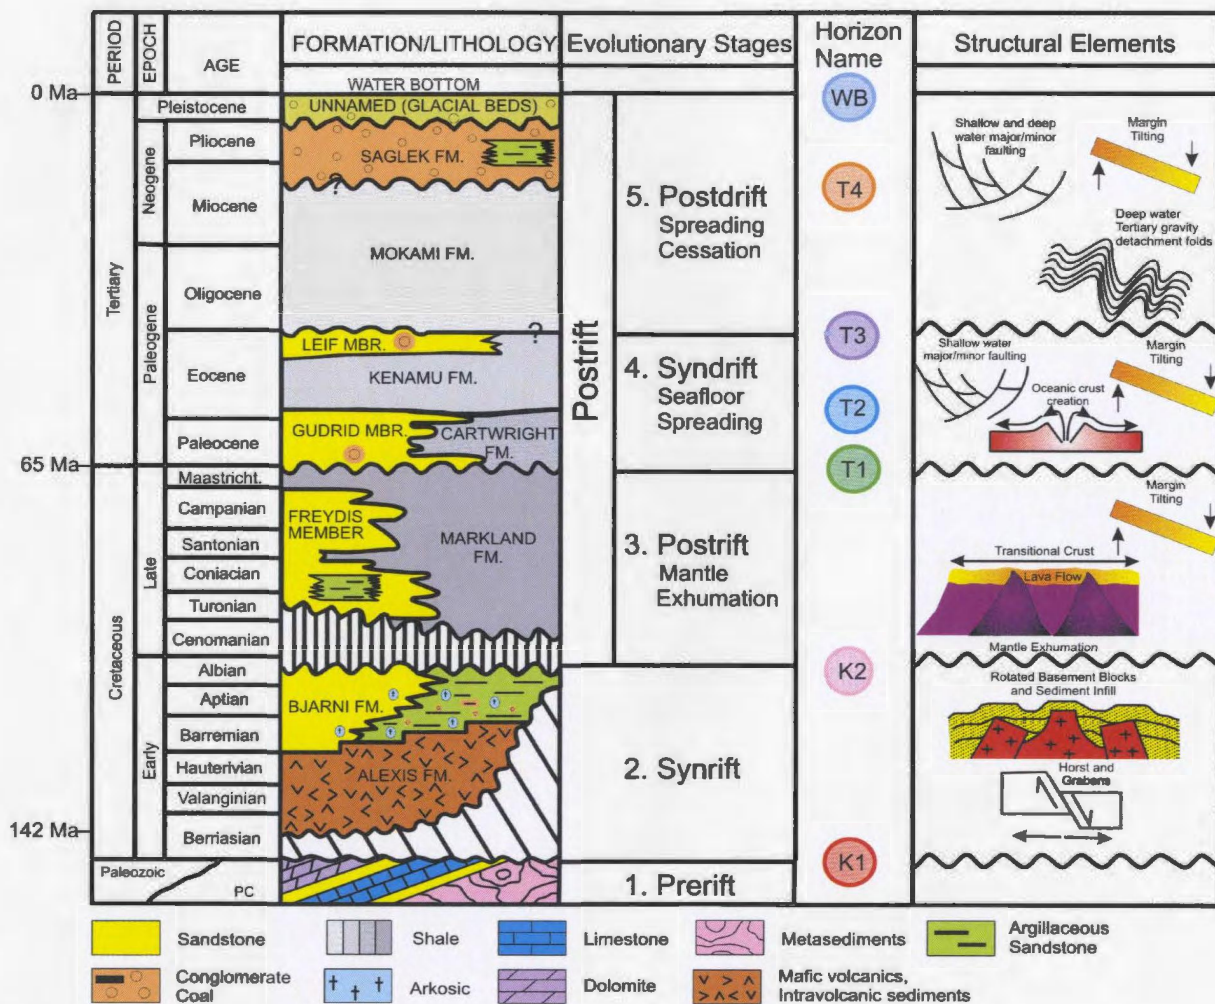 PERIOD
EPOCH
AGE
FORMATION/LITHOLOGY
Evolutionary Stages
Horizon
Name
Structural Elements
WATER BOTTOM
0 Ma
Pleistocene
UNNAMED (GLACIAL BEDS)
WB
Tertiary
Neogene
Pliocene
SAGLEK FM.
?
Miocene
T4
Postrift
5. Postdrift
Spreading
Cessation
Shallow and deep
water major/minor
faulting
Margin
Tilting
Deep water
Tertiary gravity
detachment folds
MOKAMI FM.
Paleogene
Oligocene
LEIF MBR.
?
T3
Eocene
KENAMU FM.
4. Syndrift
Seafloor
Spreading
T2
Shallow water
major/minor faulting
Margin
Tilting
Oceanic crust
creation
Paleocene
GUDRID MBR.
CARTWRIGHT
FM.
65 Ma
T1
Cretaceous
Late
Maastricht.
Campanian
FREYDIS
MEMBER
MARKLAND
FM.
Santonian
Coniacian
Turonian
Cenomanian
3. Postrift
Mantle
Exhumation
Margin
Tilting
Transitional Crust
Lava Flow
Mantle Exhumation
Early
Albian
K2
Aptian
BJARNI FM.
Barremian
Hauterivian
ALEXIS FM.
Valanginian
2. Synrift
Rotated Basement Blocks
and Sediment Infill
Horst and
Grabens
142 Ma
Berriasian
Paleozoic
PC
1. Prerift
K1
Sandstone
Shale
Limestone
Metasediments
Argillaceous
Sandstone
Conglomerate
Coal
Arkosic
Dolomite
Mafic volcanics,
Intravolcanic sediments